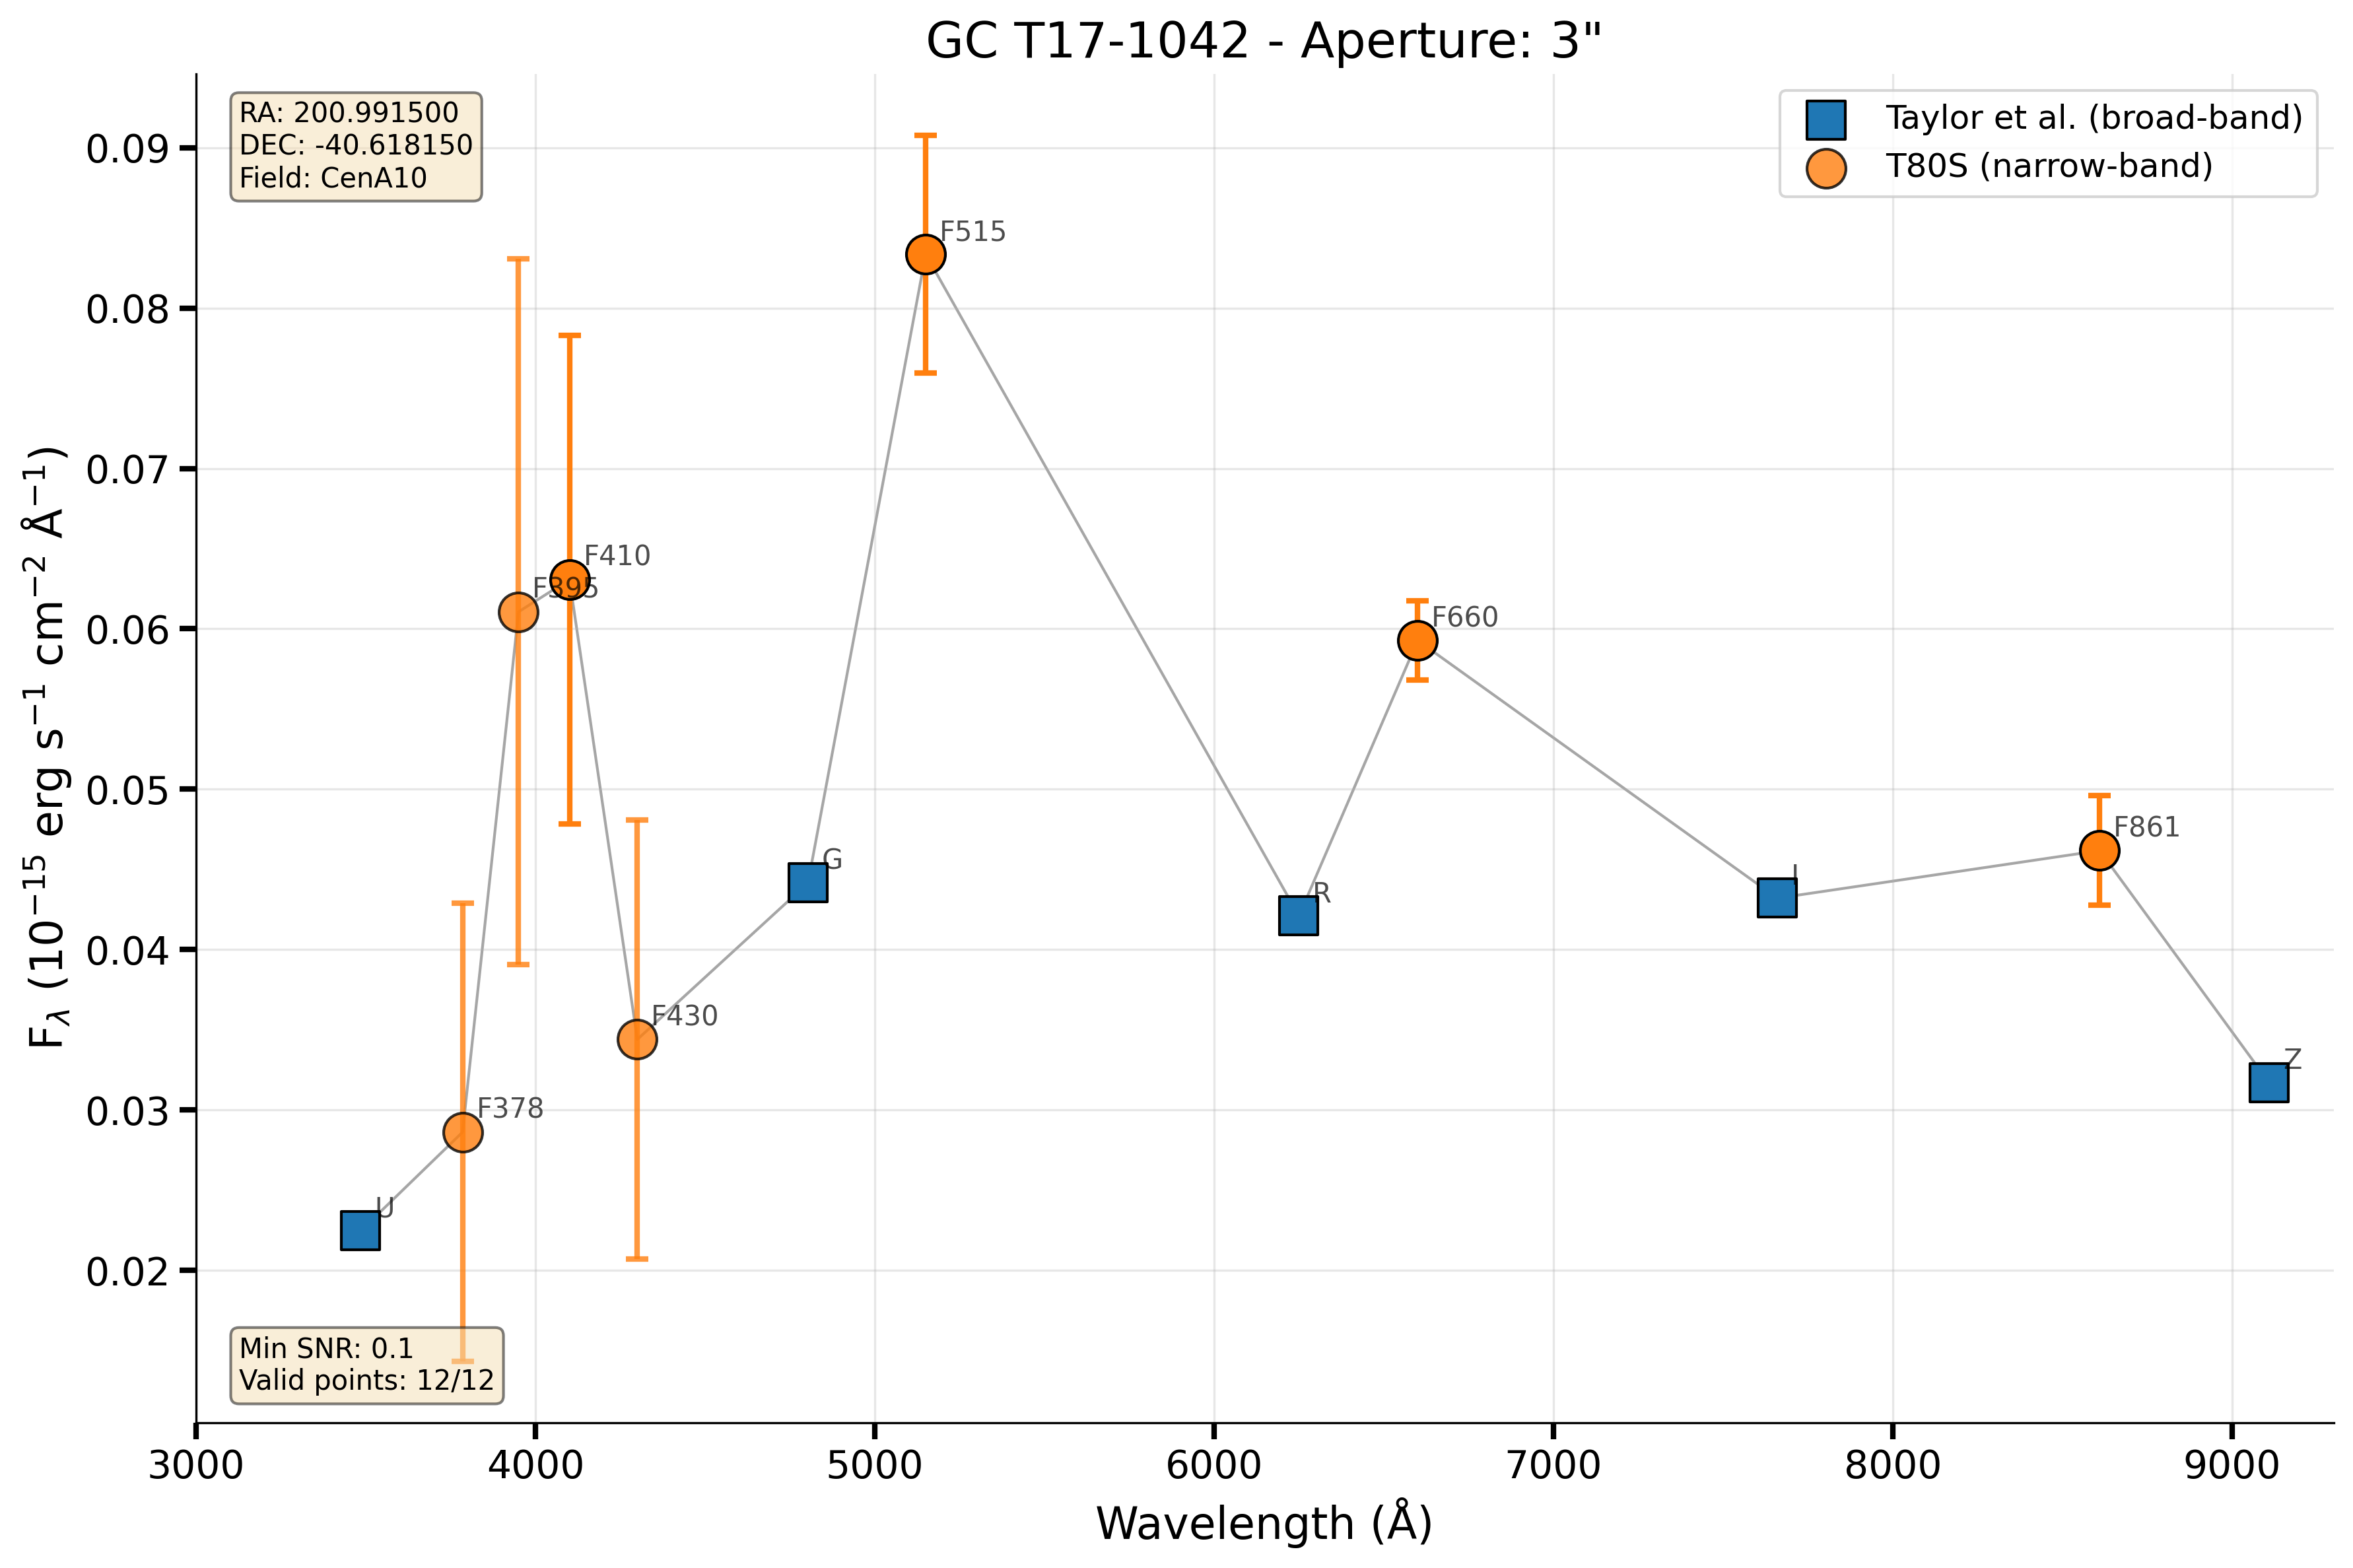 GC T17-1042 - Aperture: 3"
RA: 200.991500
DEC: -40.618150
Field: CenA10
Taylor et al. (broad-band)
T80S (narrow-band)
0.09
0.08
0.07
0.06
0.05
0.04
0.03
0.02
F_λ (10⁻¹⁵ erg s⁻¹ cm⁻² Å⁻¹)
F515
F410
F395
F660
G
F861
I
R
F430
F378
Z
U
Min SNR: 0.1
Valid points: 12/12
3000 4000 5000 6000 7000 8000 9000
Wavelength (Å)